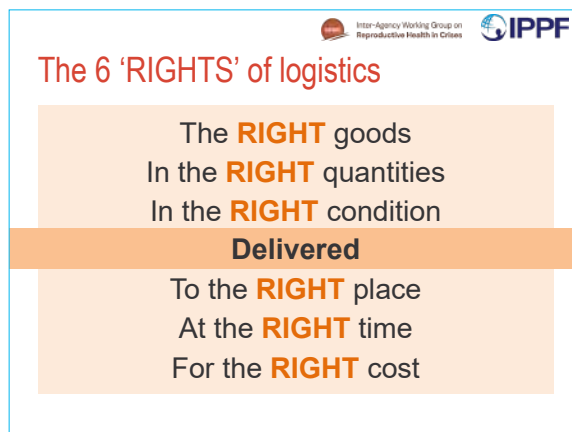 Inter-Agency Working Group on
Reproductive Health in Crises
IPPF
The 6 ‘RIGHTS’ of logistics
The RIGHT goods
In the RIGHT quantities
In the RIGHT condition
Delivered
To the RIGHT place
At the RIGHT time
For the RIGHT cost